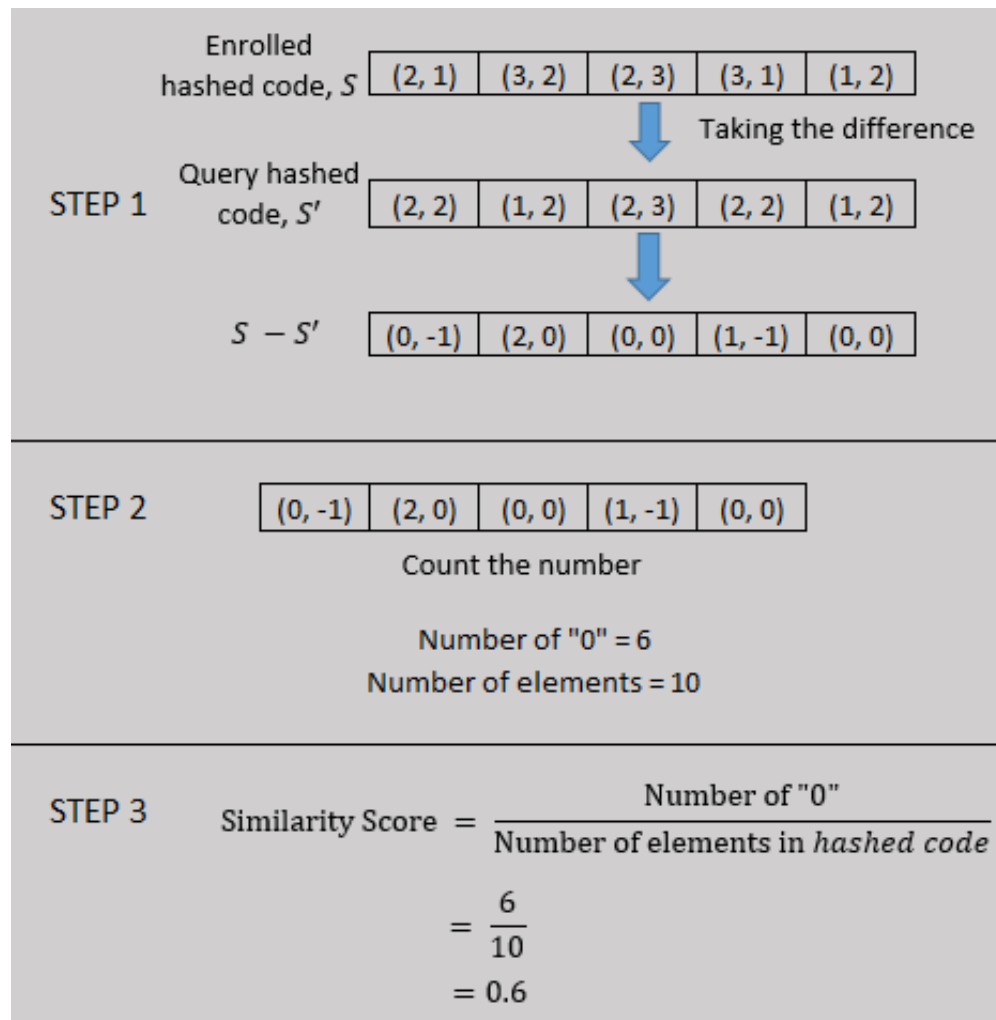 Enrolled
hashed code, S (2, 1) (3, 2) (2, 3) (3, 1) (1, 2)
Taking the difference
STEP 1
Query hashed
code, S′ (2, 2) (1, 2) (2, 3) (2, 2) (1, 2)
S − S′ (0, -1) (2, 0) (0, 0) (1, -1) (0, 0)
STEP 2 (0, -1) (2, 0) (0, 0) (1, -1) (0, 0)
Count the number
Number of "0" = 6
Number of elements = 10
STEP 3
Similarity Score =
Number of "0"
Number of elements in hashed code
= 6
10
= 0.6